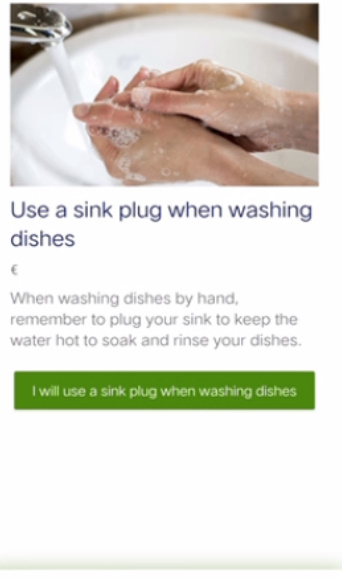 Use a sink plug when washing
dishes
€
When washing dishes by hand,
remember to plug your sink to keep the
water hot to soak and rinse your dishes.
I will use a sink plug when washing dishes